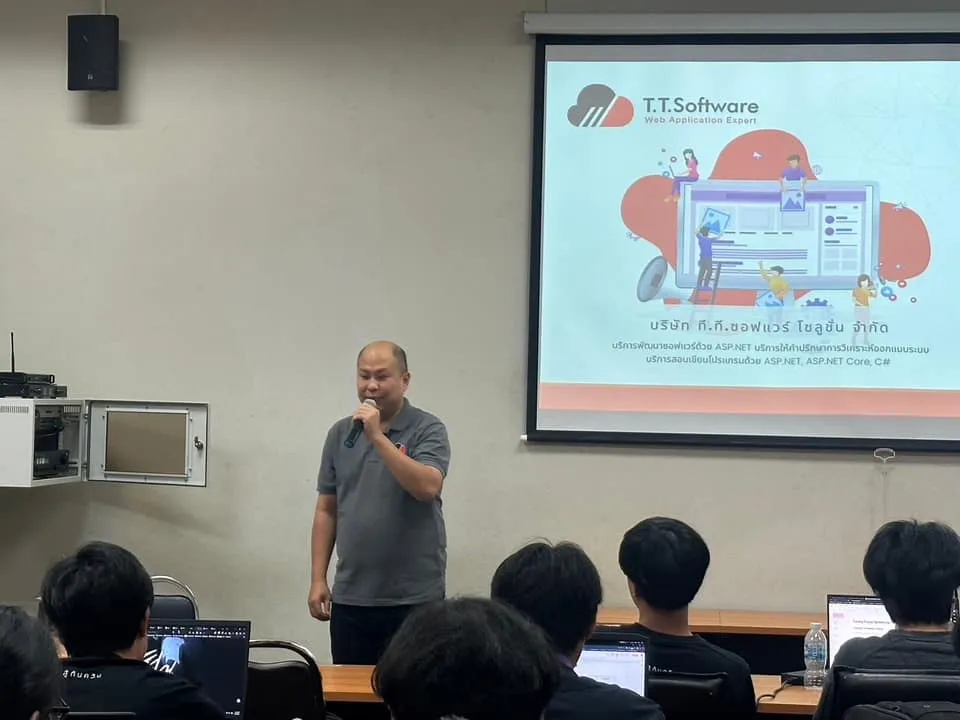 T.T.Software
Web Application Expert
บริษัท ที.ที.ซอฟแวร์ โซลูชั่น จำกัด
บริการพัฒนาซอฟแวร์ด้วย ASP.NET บริการให้คำปรึกษาการวิเคราะห์ออกแบบระบบ
บริการสอนเขียนโปรแกรมด้วย ASP.NET, ASP.NET Core, C#